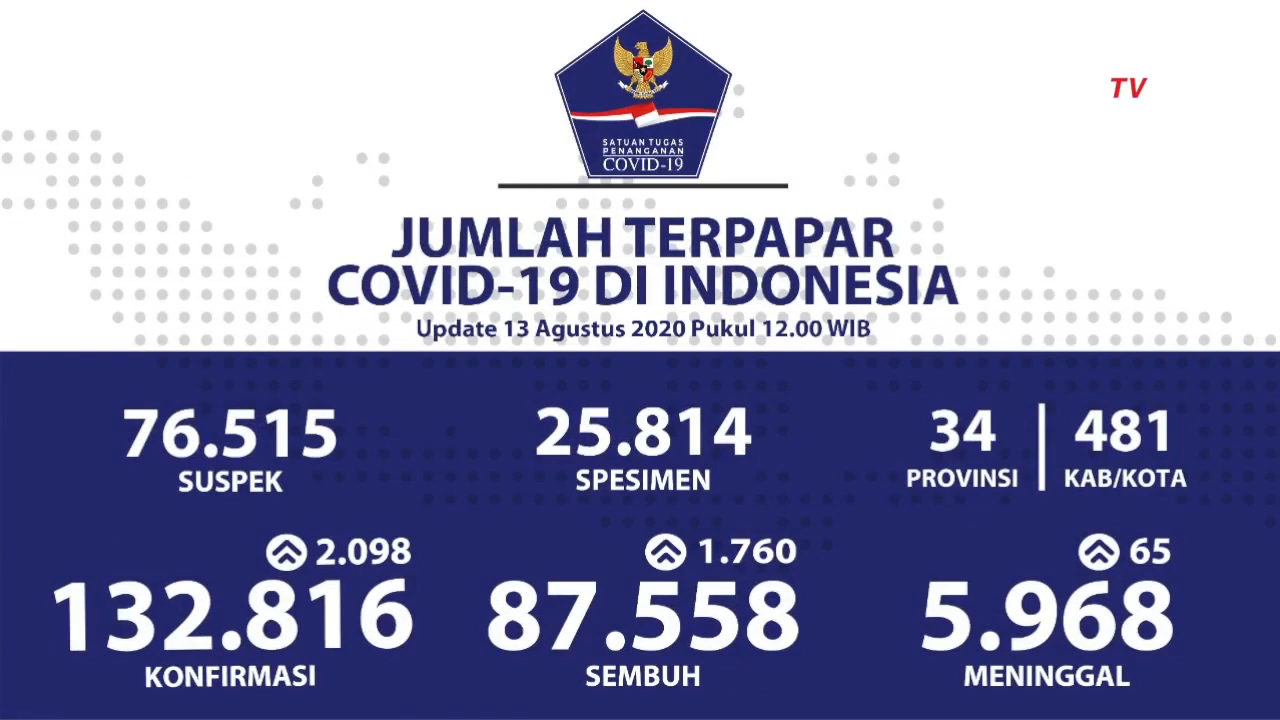 SATUAN TUGAS
PENANGANAN
COVID-19
TV
JUMLAH TERPAPAR
COVID-19 DI INDONESIA
Update 13 Agustus 2020 Pukul 12.00 WIB
76.515
SUSPEK
25.814
SPESIMEN
34
PROVINSI
481
KAB/KOTA
2.098
132.816
KONFIRMASI
1.760
87.558
SEMBUH
65
5.968
MENINGGAL